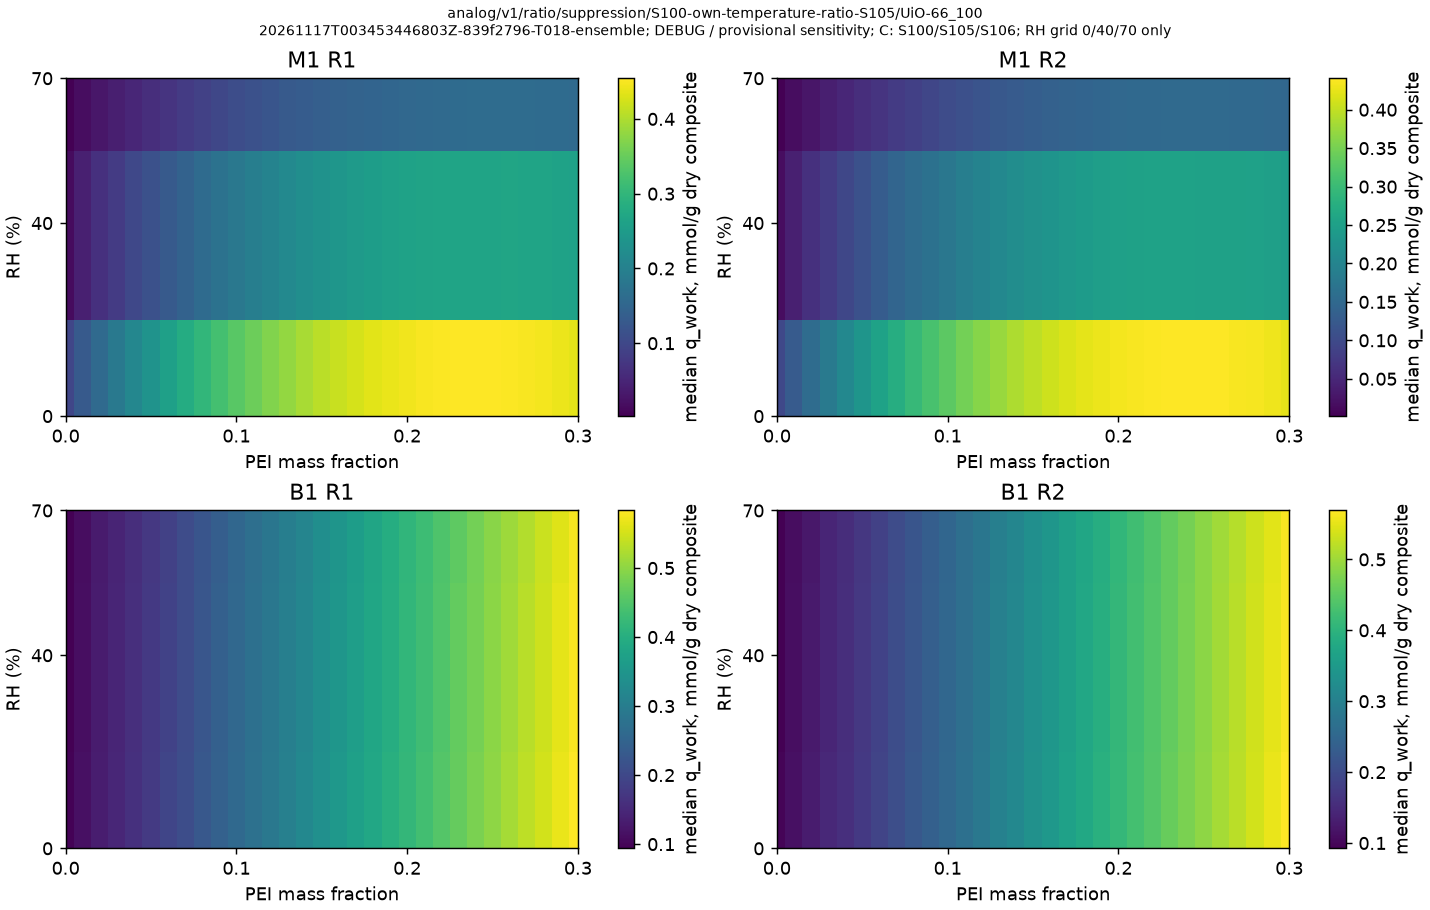 analog/v1/ratio/suppression/S100-own-temperature-ratio-S105/UiO-66_100
20261117T003453446803Z-839f2796-T018-ensemble; DEBUG / provisional sensitivity; C: S100/S105/S106; RH grid 0/40/70 only
M1 R1
70
40
0
RH (%)
0.0 0.1 0.2 0.3
PEI mass fraction
0.4
0.3
0.2
0.1
median q_work, mmol/g dry composite
M1 R2
70
40
0
RH (%)
0.0 0.1 0.2 0.3
PEI mass fraction
0.40
0.35
0.30
0.25
0.20
0.15
0.10
0.05
median q_work, mmol/g dry composite
B1 R1
70
40
0
RH (%)
0.0 0.1 0.2 0.3
PEI mass fraction
0.5
0.4
0.3
0.2
0.1
median q_work, mmol/g dry composite
B1 R2
70
40
0
RH (%)
0.0 0.1 0.2 0.3
PEI mass fraction
0.5
0.4
0.3
0.2
0.1
median q_work, mmol/g dry composite